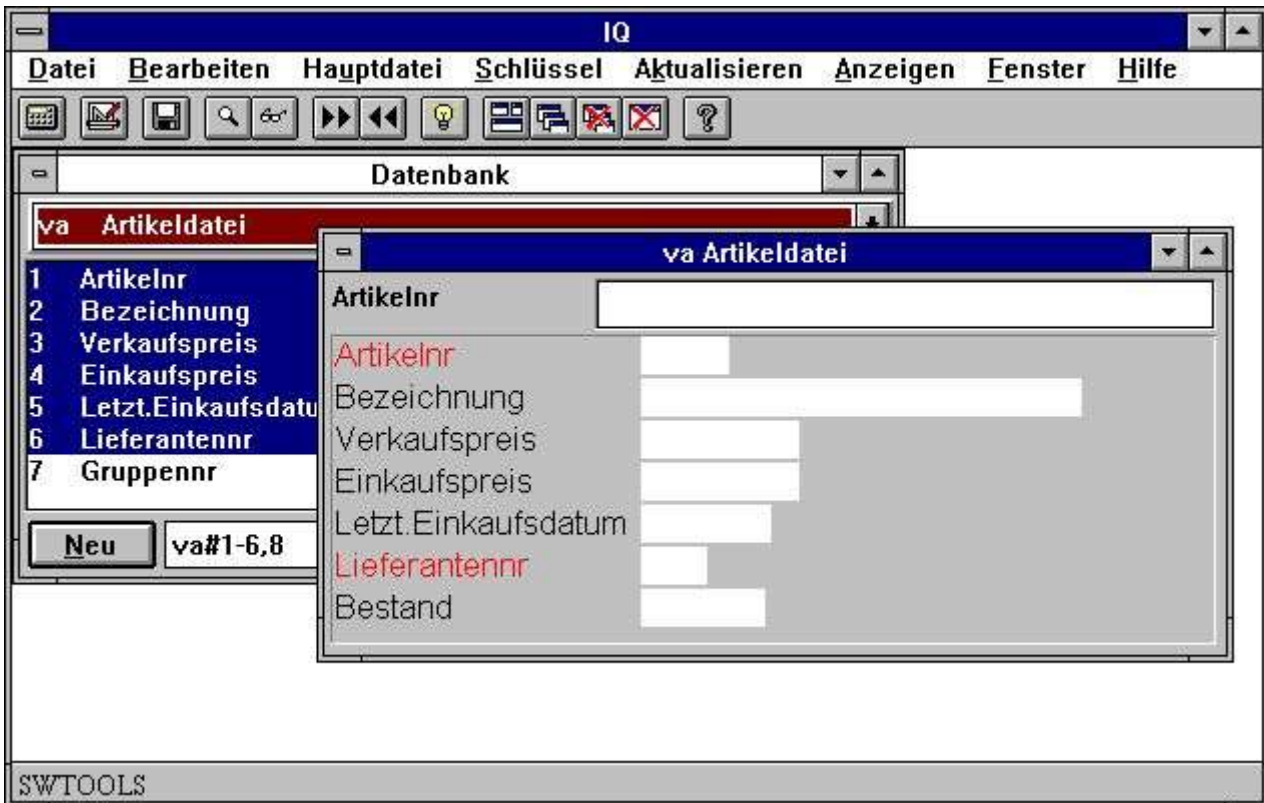 IQ
Datei Bearbeiten Hauptdatei Schlüssel Aktualisieren Anzeigen Fenster Hilfe
Datenbank
va Artikeldatei
1 Artikelnr
2 Bezeichnung
3 Verkaufspreis
4 Einkaufspreis
5 Letzt.Einkaufsdatu
6 Lieferantennr
7 Gruppennr
Neu va#1-6,8
va Artikeldatei
Artikelnr
Artikelnr
Bezeichnung
Verkaufspreis
Einkaufspreis
Letzt.Einkaufsdatum
Lieferantennr
Bestand
SWTOOLS